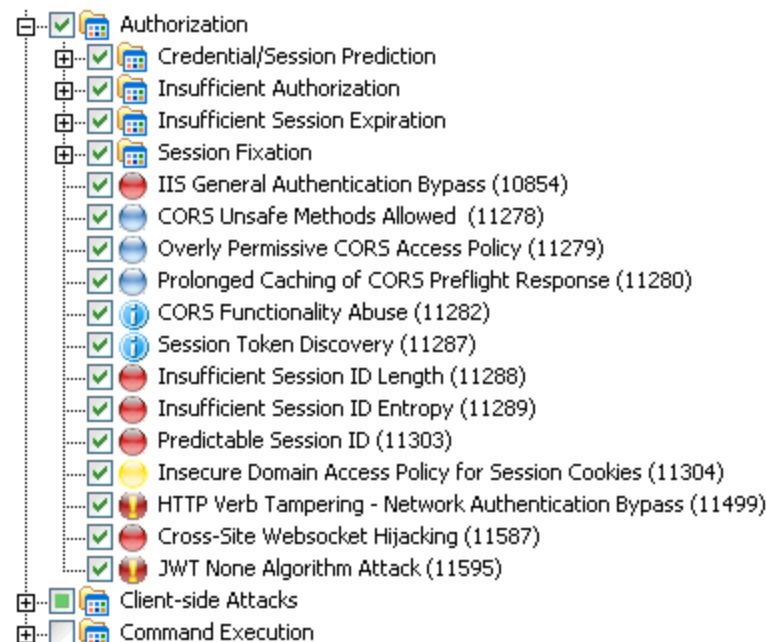 Authorization
Credential/Session Prediction
Insufficient Authorization
Insufficient Session Expiration
Session Fixation
IIS General Authentication Bypass (10854)
CORS Unsafe Methods Allowed (11278)
Overly Permissive CORS Access Policy (11279)
Prolonged Caching of CORS Preflight Response (11280)
CORS Functionality Abuse (11282)
Session Token Discovery (11287)
Insufficient Session ID Length (11288)
Insufficient Session ID Entropy (11289)
Predictable Session ID (11303)
Insecure Domain Access Policy for Session Cookies (11304)
HTTP Verb Tampering - Network Authentication Bypass (11499)
Cross-Site Websocket Hijacking (11587)
JWT None Algorithm Attack (11595)
Client-side Attacks
Command Execution